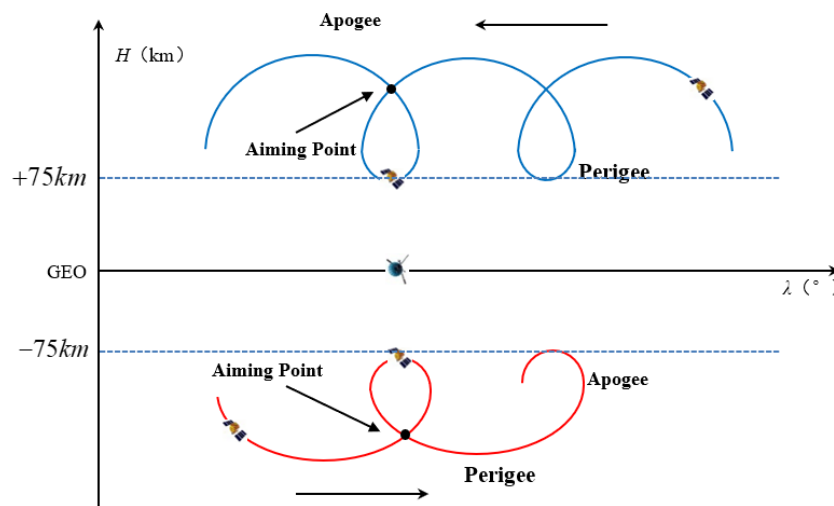 Apogee
H（km）
Aiming Point
+75km
Perigee
GEO
λ（°）
−75km
Aiming Point
Apogee
Perigee